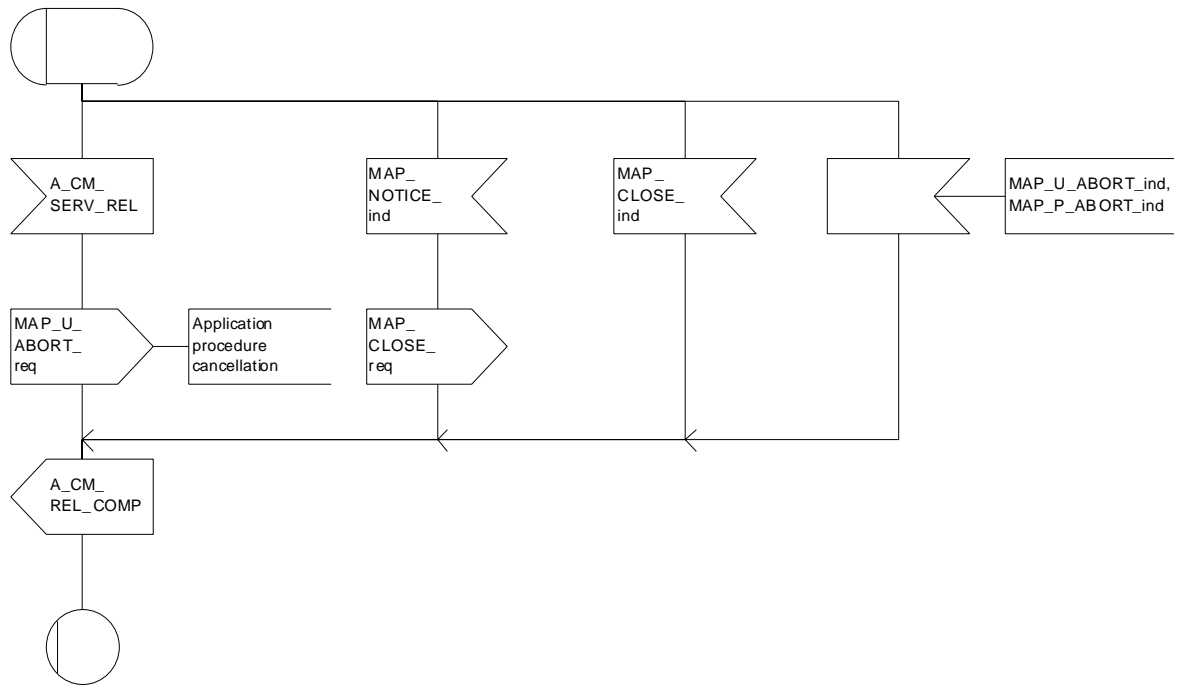 A_CM_
SERV_REL
MAP_
NOTICE_
ind
MAP_
CLOSE_
ind
MAP_U_ABORT_ind,
MAP_P_ABORT_ind
MAP_U_
ABORT_
req
Application
procedure
cancellation
MAP_
CLOSE_
req
A_CM_
REL_COMP